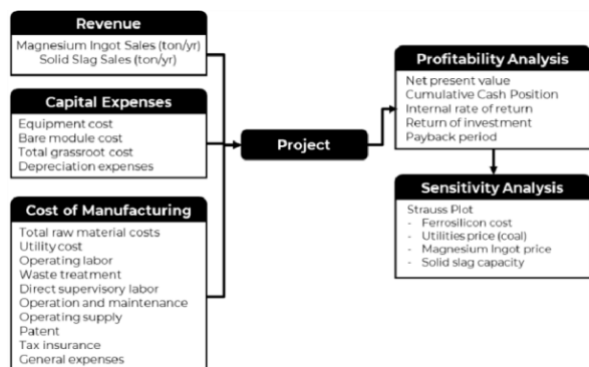 Revenue
Magnesium Ingot Sales (ton/yr)
Solid Slag Sales (ton/yr)
Capital Expenses
Equipment cost
Bare module cost
Total grassroot cost
Depreciation expenses
Cost of Manufacturing
Total raw material costs
Utility cost
Operating labor
Waste treatment
Direct supervisory labor
Operation and maintenance
Operating supply
Patent
Tax insurance
General expenses
Project
Profitability Analysis
Net present value
Cumulative Cash Position
Internal rate of return
Return of investment
Payback period
Sensitivity Analysis
Strauss Plot
- Ferrosilicon cost
- Utilities price (coal)
- Magnesium Ingot price
- Solid slag capacity